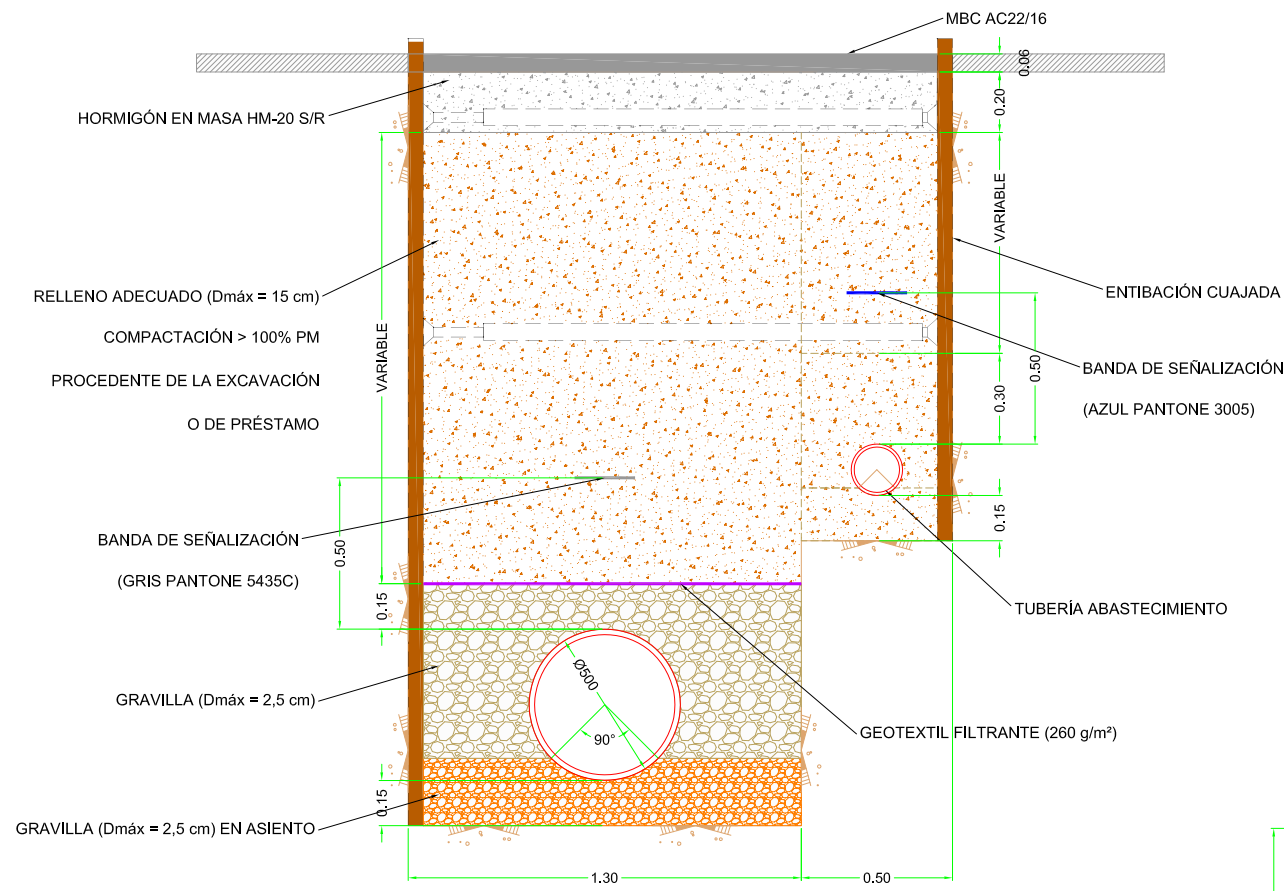 MBC AC22/16
0.06
HORMIGÓN EN MASA HM-20 S/R
0.20
VARIABLE
RELLENO ADECUADO (Dmáx = 15 cm)
COMPACTACIÓN > 100% PM
PROCEDENTE DE LA EXCAVACIÓN
O DE PRÉSTAMO
VARIABLE
ENTIBACIÓN CUAJADA
BANDA DE SEÑALIZACIÓN
(AZUL PANTONE 3005)
0.50
0.30
0.15
BANDA DE SEÑALIZACIÓN
(GRIS PANTONE 5435C)
0.50
0.15
TUBERÍA ABASTECIMIENTO
Ø500
90°
GRAVILLA (Dmáx = 2,5 cm)
GEOTEXTIL FILTRANTE (260 g/m²)
0.15
GRAVILLA (Dmáx = 2,5 cm) EN ASIENTO
1.30
0.50